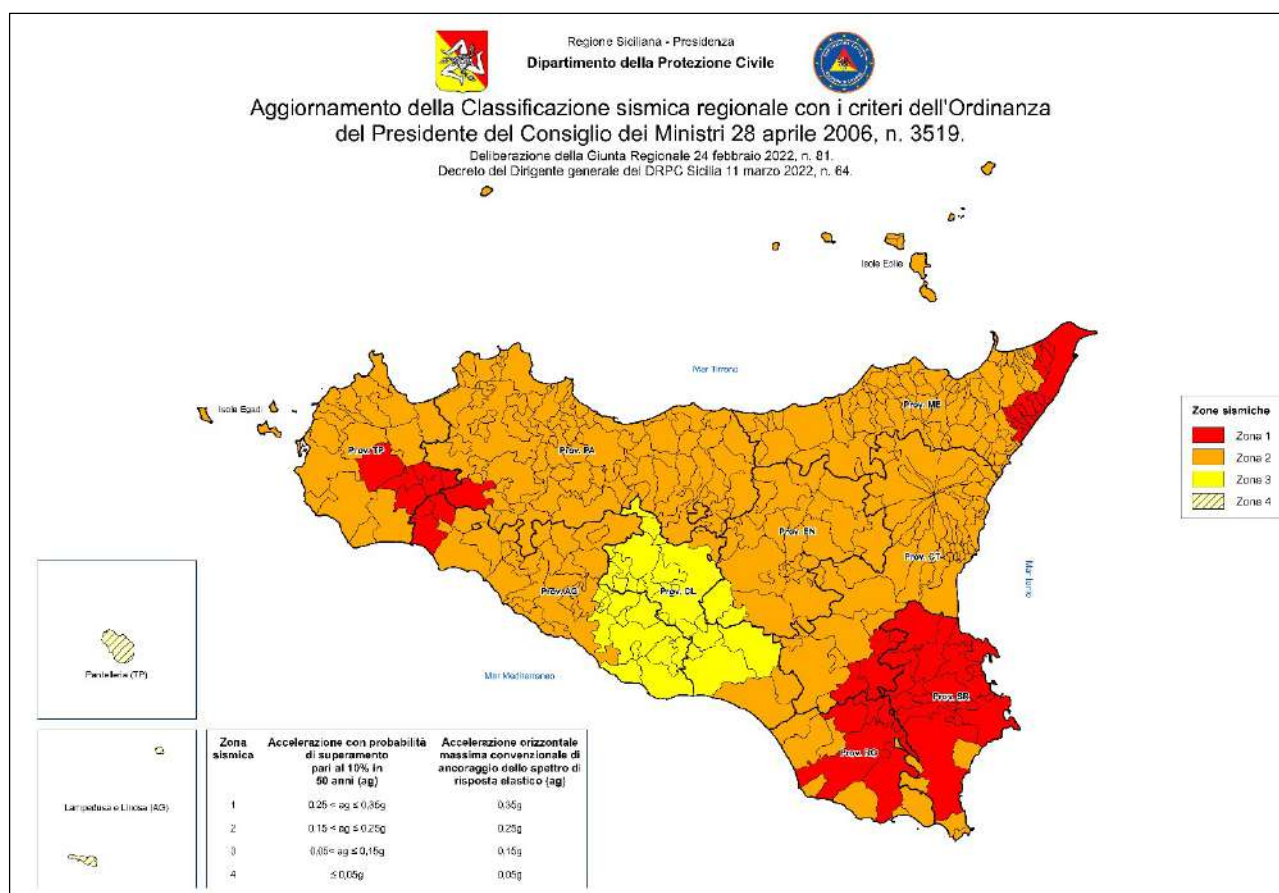 Regione Siciliana - Presidenza
Dipartimento della Protezione Civile
Aggiornamento della Classificazione sismica regionale con i criteri dell'Ordinanza
del Presidente del Consiglio dei Ministri 28 aprile 2006, n. 3519.
Deliberazione della Giunta Regionale 24 febbraio 2022, n. 81.
Decreto del Dirigente generale del DRPC Sicilia 11 marzo 2022, n. 64.
Isole Eolie
Mar Tirreno
Isole Egadi
Prov. ME
Prov. TP
Prov. PA
Prov. EN
Prov. CT
Prov. AG
Prov. CL
Mar Ionio
Mar Mediterraneo
Prov. SR
Prov. RG
Zone sismiche
Zona 1
Zona 2
Zona 3
Zona 4
Pantelleria (TP)
Lampedusa e Linosa (AG)
Zona sismica
Accelerazione con probabilità di superamento pari al 10% in 50 anni (ag)
Accelerazione orizzontale massima convenzionale di ancoraggio dello spettro di risposta elastico (ag)
1 0,25 < ag ≤ 0,35g 0,35g
2 0,15 < ag ≤ 0,25g 0,25g
3 0,05< ag ≤ 0,15g 0,15g
4 ≤ 0,05g 0,05g